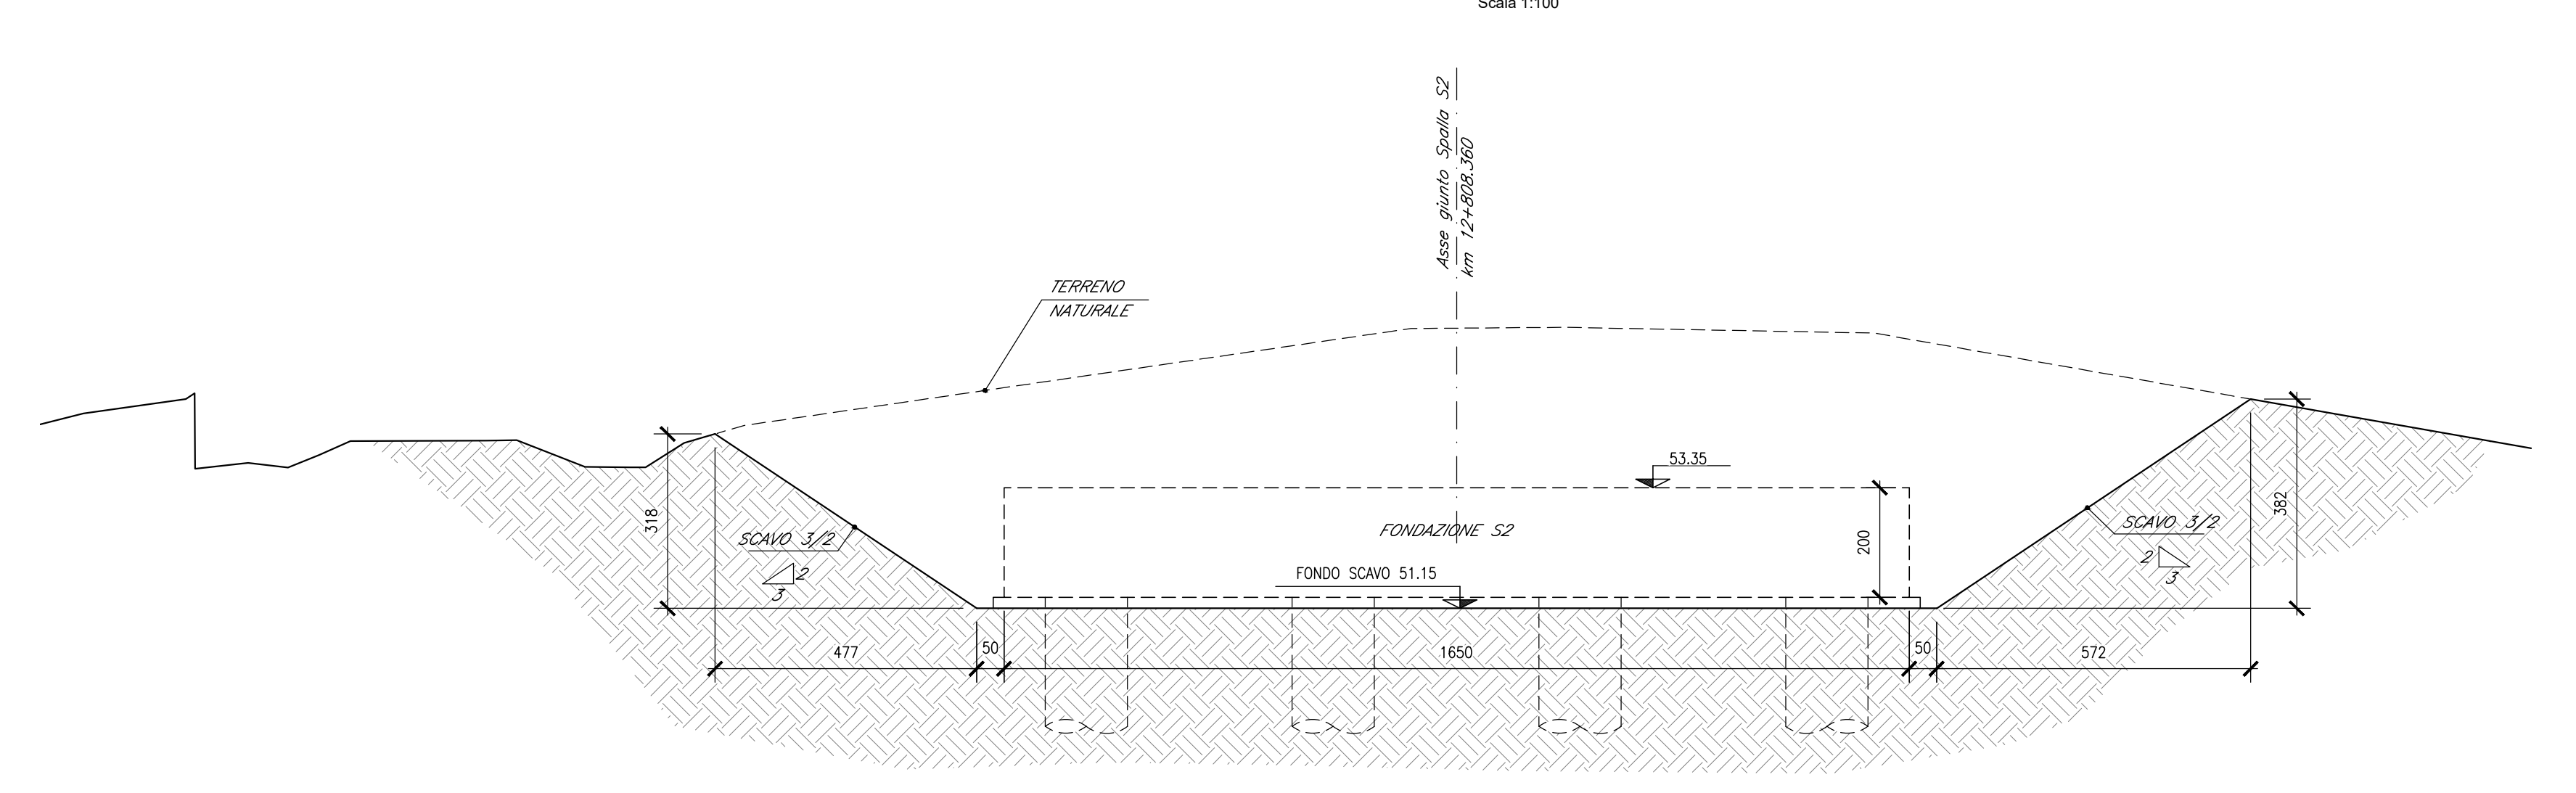 Scala 1:100
Asse giunto Spalla S2
km 12+808.360
TERRENO
NATURALE
53.35
FONDAZIONE S2
200
FONDO SCAVO 51.15
318
SCAVO 3/2
2
3
SCAVO 3/2
2
3
382
477
50
1650
50
572